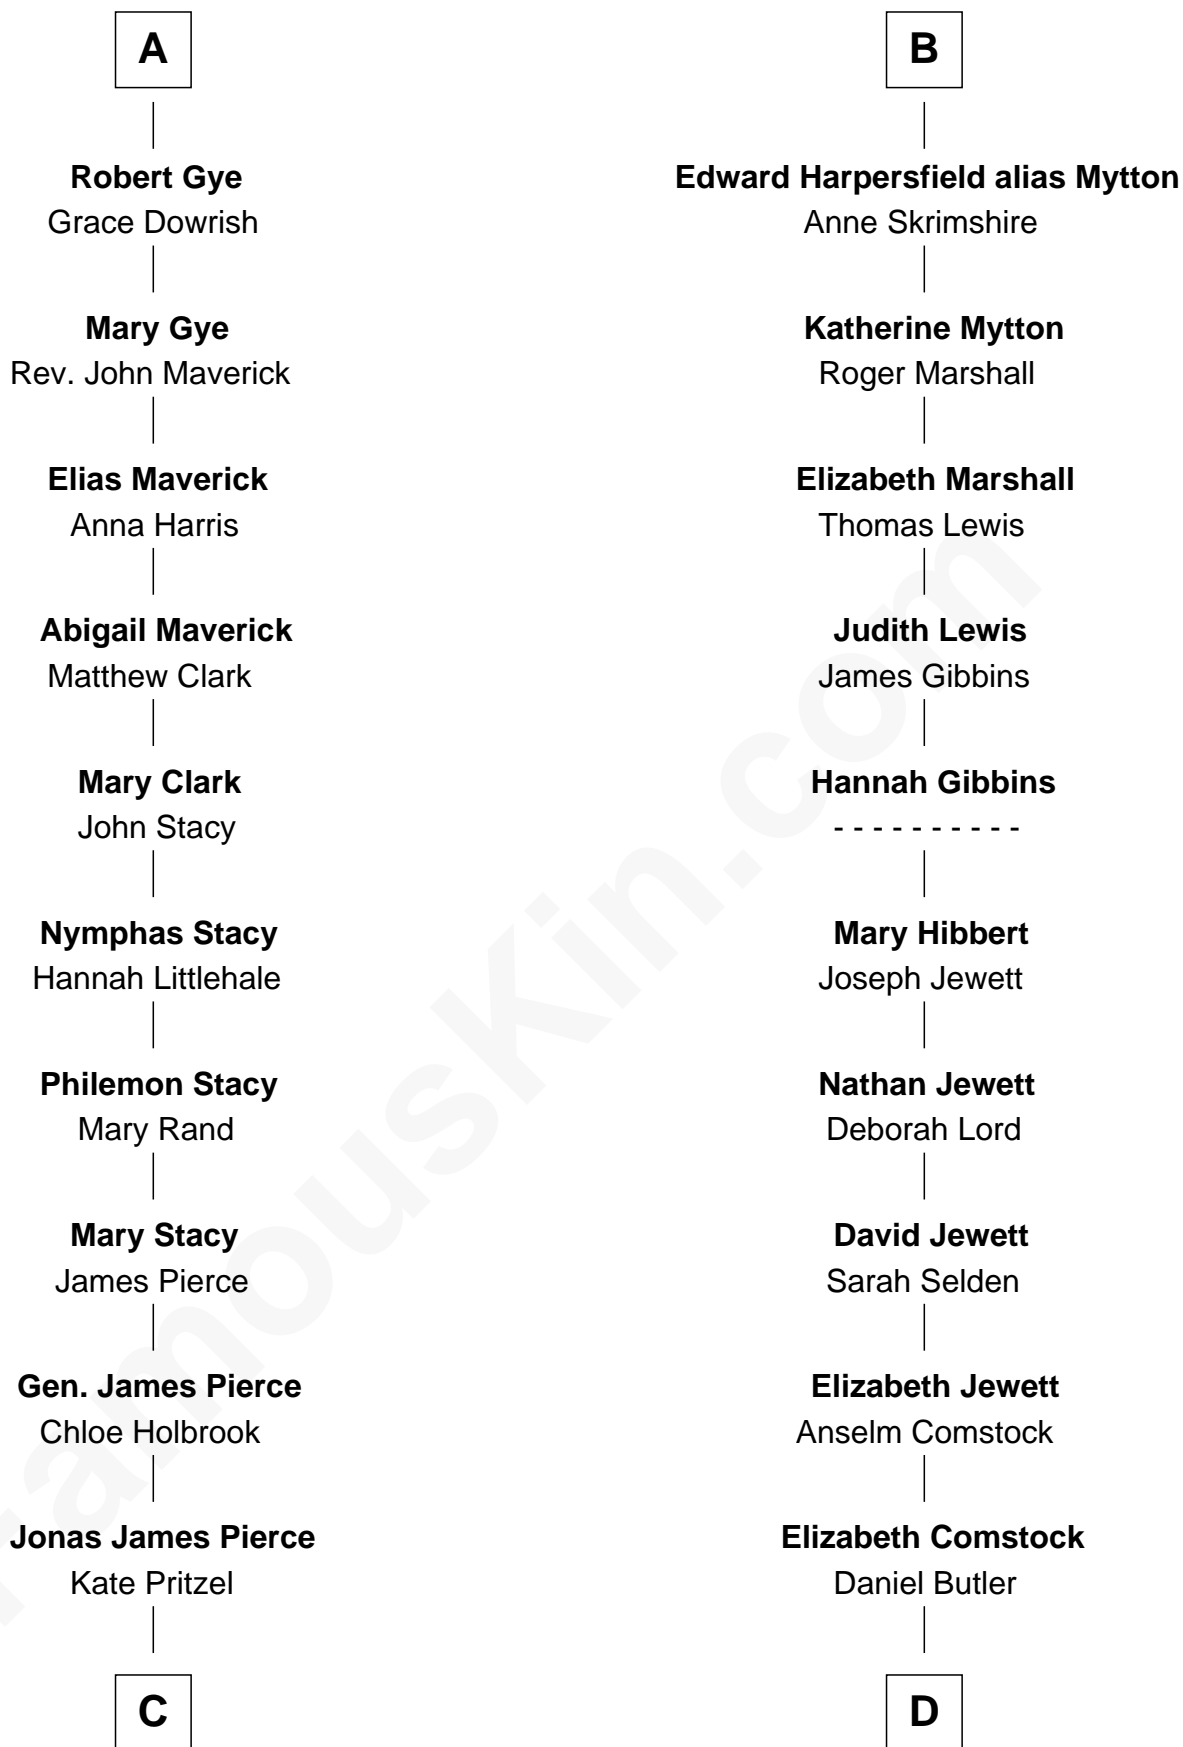 A
Robert Gye
Grace Dowrish
Mary Gye
Rev. John Maverick
Elias Maverick
Anna Harris
Abigail Maverick
Matthew Clark
Mary Clark
John Stacy
Nymphas Stacy
Hannah Littlehale
Philemon Stacy
Mary Rand
Mary Stacy
James Pierce
Gen. James Pierce
Chloe Holbrook
Jonas James Pierce
Kate Pritzel
C
B
Edward Harpersfield alias Mytton
Anne Skrimshire
Katherine Mytton
Roger Marshall
Elizabeth Marshall
Thomas Lewis
Judith Lewis
James Gibbins
Hannah Gibbins
- - - - - - - - - -
Mary Hibbert
Joseph Jewett
Nathan Jewett
Deborah Lord
David Jewett
Sarah Selden
Elizabeth Jewett
Anselm Comstock
Elizabeth Comstock
Daniel Butler
D
FamousKin.com